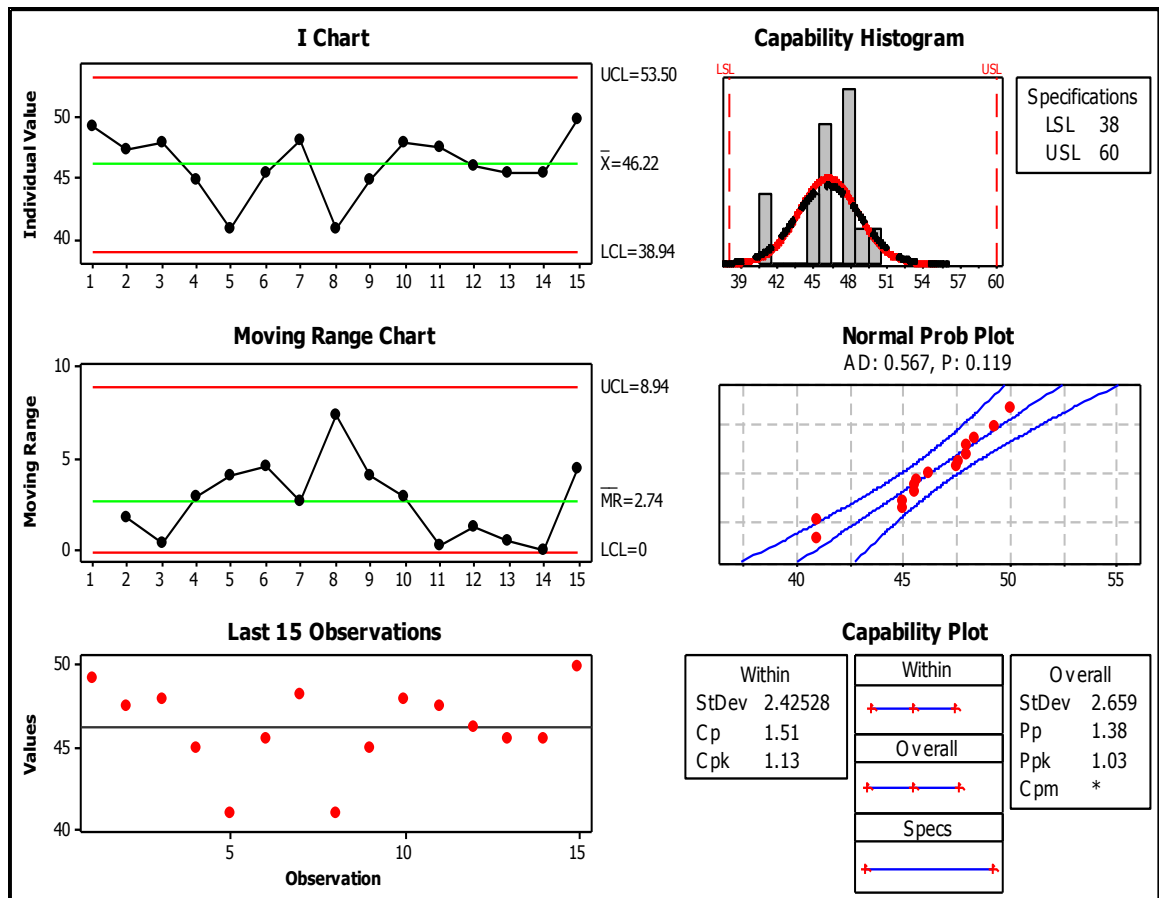 I Chart
Individual Value
50
45
40
UCL=53.50
X̅=46.22
LCL=38.94
1 2 3 4 5 6 7 8 9 10 11 12 13 14 15
Capability Histogram
LSL
USL
39 42 45 48 51 54 57 60
Specifications
LSL 38
USL 60
Moving Range Chart
Moving Range
10
5
0
UCL=8.94
M̅R̅=2.74
LCL=0
1 2 3 4 5 6 7 8 9 10 11 12 13 14 15
Normal Prob Plot
AD: 0.567, P: 0.119
40 45 50 55
Last 15 Observations
Values
50
45
40
5 10 15
Observation
Capability Plot
Within
StDev 2.42528
Cp 1.51
Cpk 1.13
Within
Overall
Specs
Overall
StDev 2.659
Pp 1.38
Ppk 1.03
Cpm *